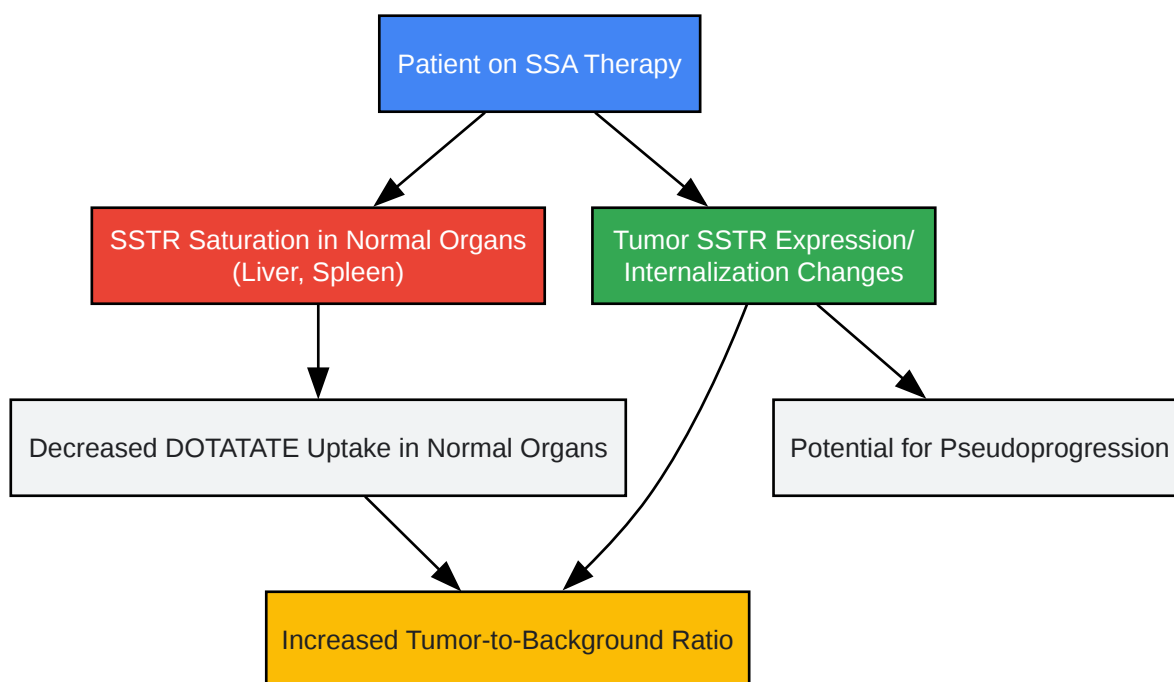 Patient on SSA Therapy
SSTR Saturation in Normal Organs
(Liver, Spleen)
Tumor SSTR Expression/
Internalization Changes
Decreased DOTATATE Uptake in Normal Organs
Potential for Pseudoprogression
Increased Tumor-to-Background Ratio